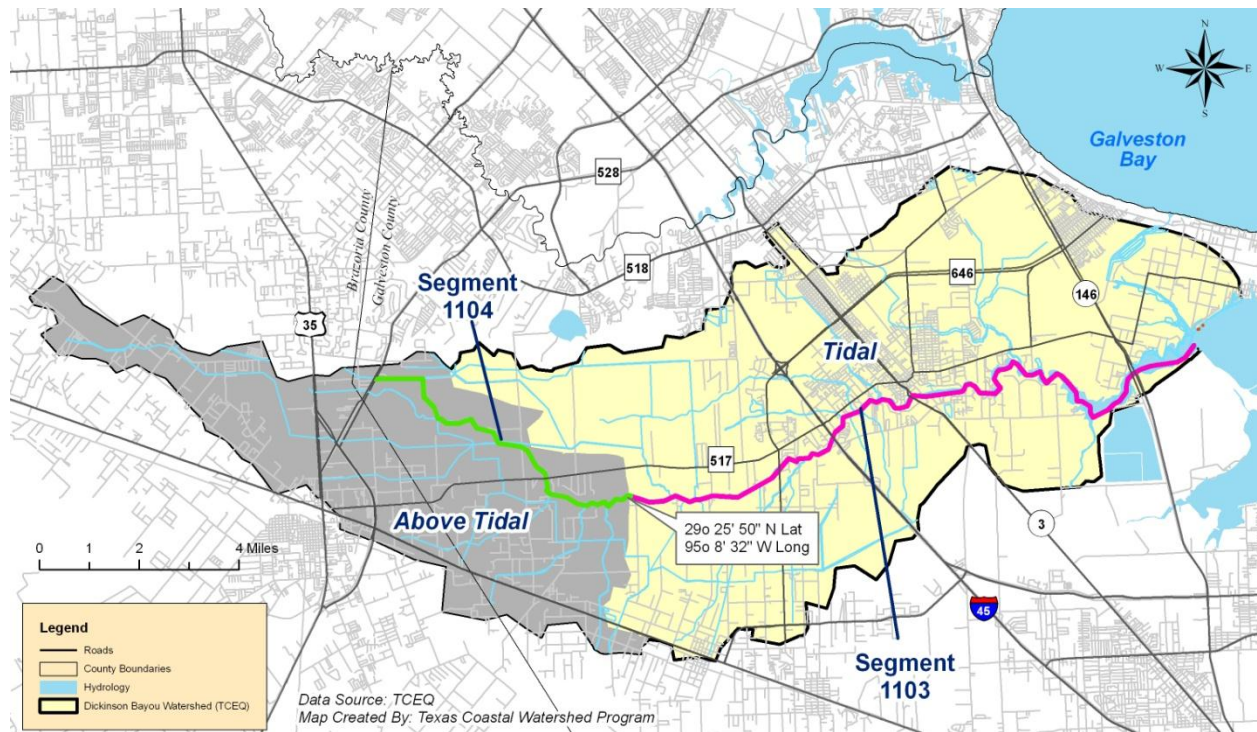 N
W
E
S
Galveston
Bay
528
Brazoria County
Galveston County
518
Segment
1104
646
146
35
Tidal
517
Above Tidal
29o 25' 50" N Lat
95o 8' 32" W Long
0 1 2 4 Miles
3
45
Segment
1103
Legend
Roads
County Boundaries
Hydrology
Dickinson Bayou Watershed (TCEQ)
Data Source: TCEQ
Map Created By: Texas Coastal Watershed Program